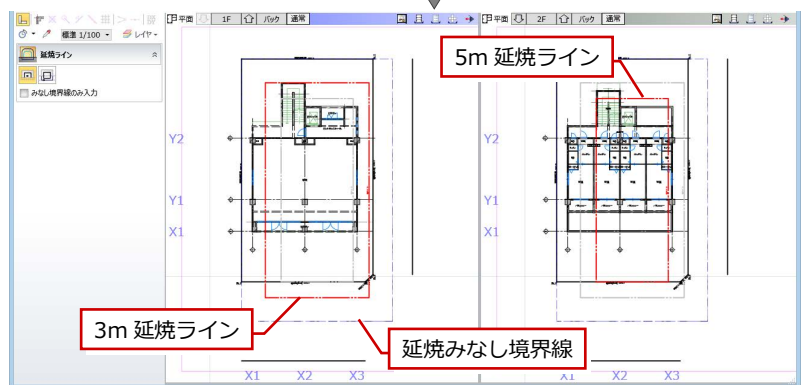 平面 1F バック 通常
平面 2F バック 通常
標準 1/100 レイヤ
延焼ライン
みなし境界線のみ入力
5m 延焼ライン
Y2
Y2
Y1
Y1
X1
X1
3m 延焼ライン
延焼みなし境界線
X1 X2 X3
X1 X2 X3